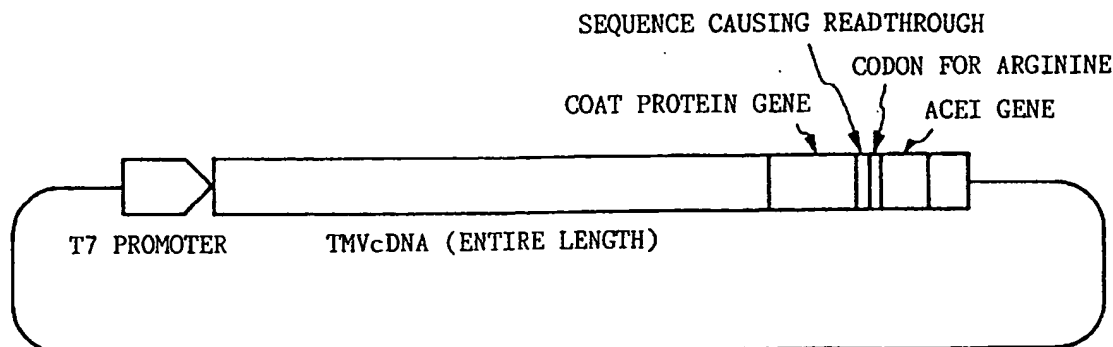 SEQUENCE CAUSING READTHROUGH
CODON FOR ARGININE
COAT PROTEIN GENE
ACEI GENE
T7 PROMOTER
TMVcDNA (ENTIRE LENGTH)